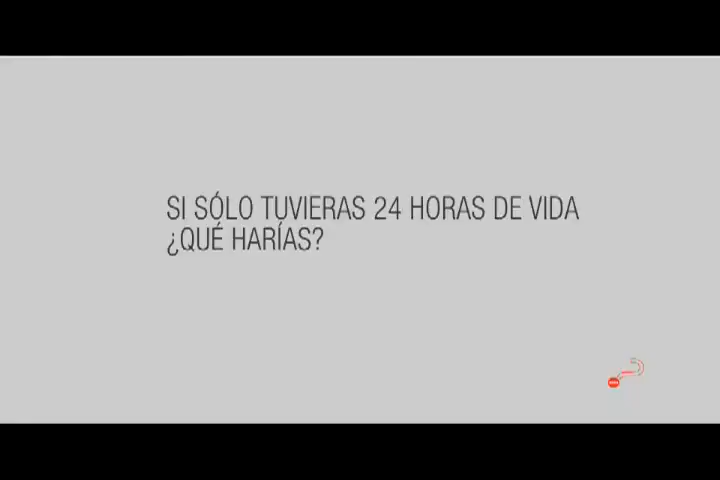 SI SÓLO TUVIERAS 24 HORAS DE VIDA
¿QUÉ HARÍAS?